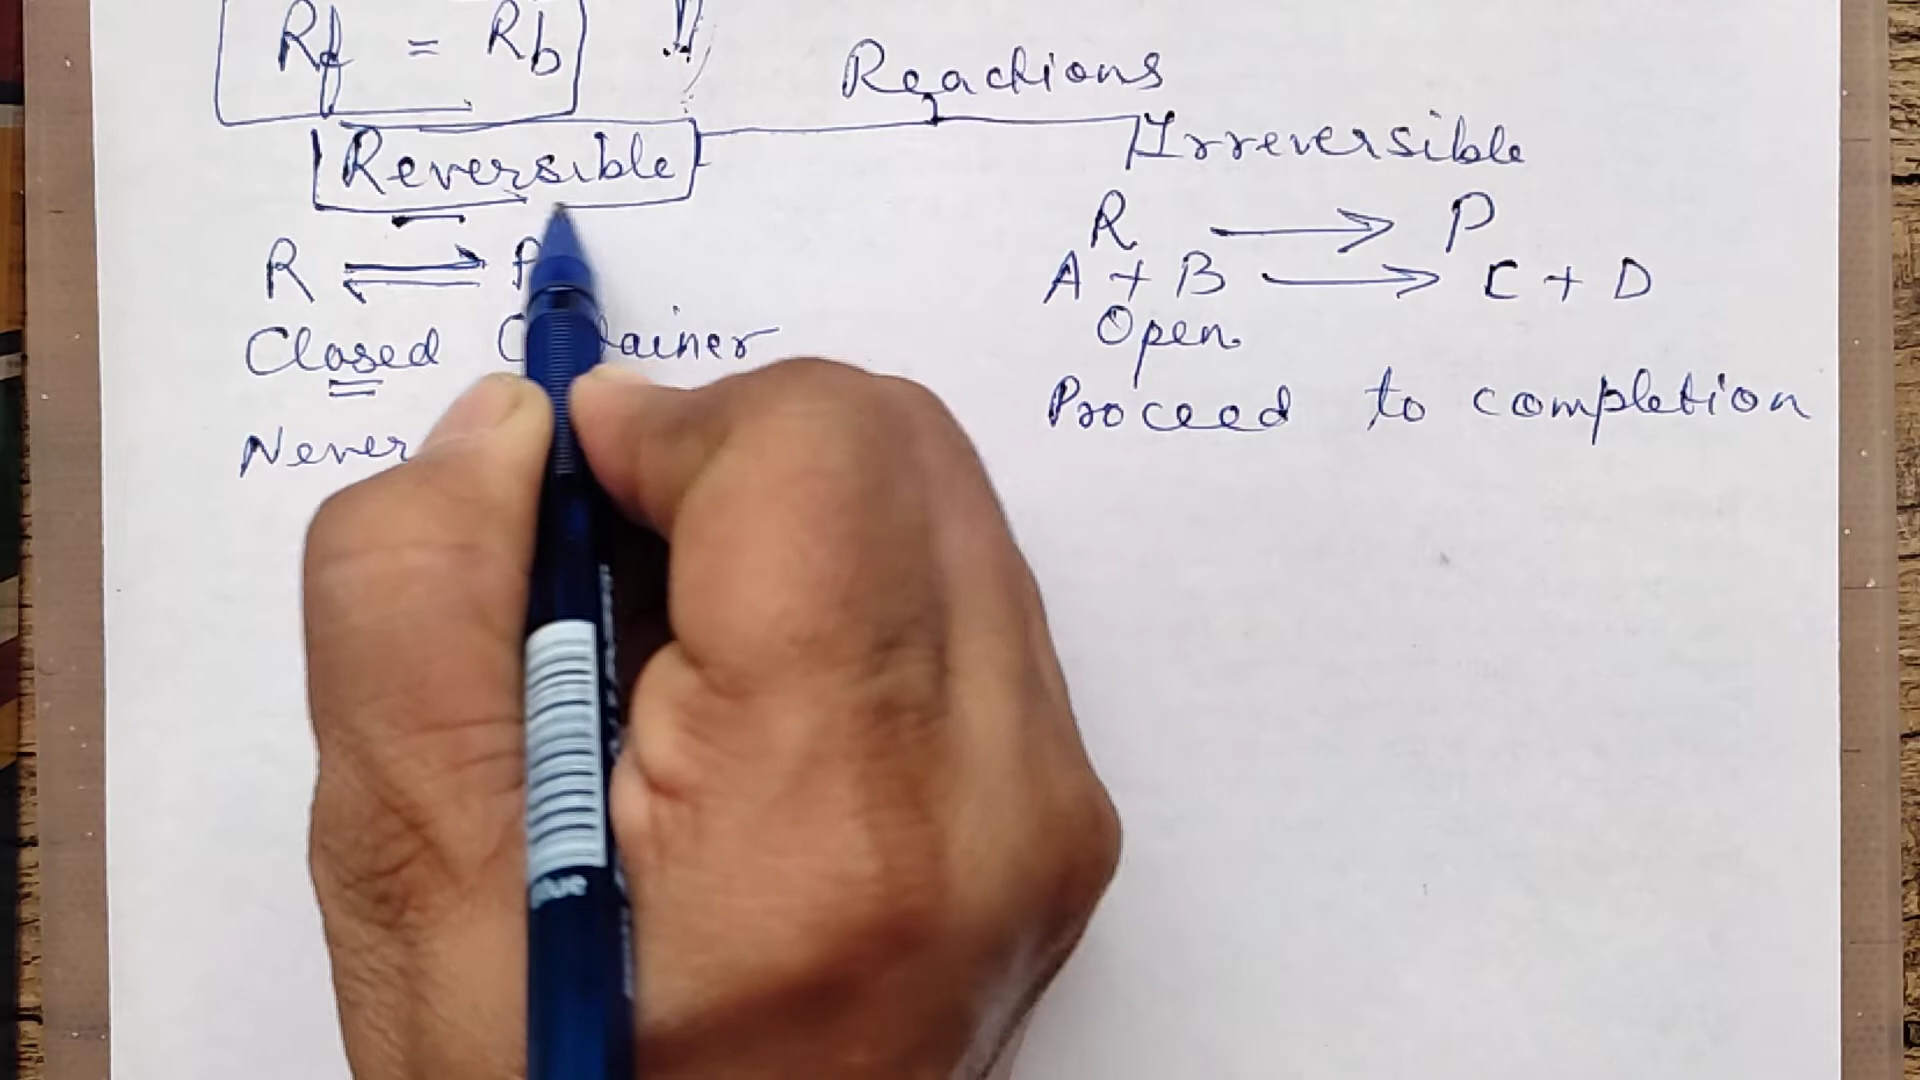 Rf = Rb
Reactions
Reversible
Irreversible
R ⇌
R → P
A + B → C + D
Closed
Open
Proceed to completion
Never